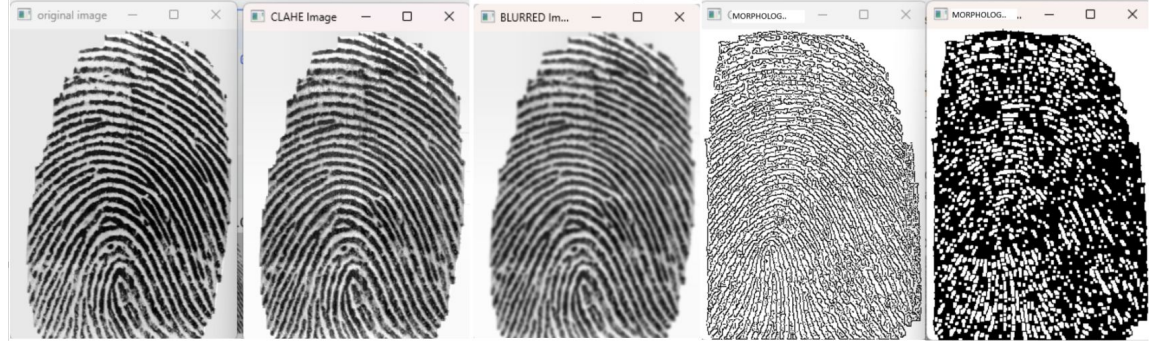 original image
CLAHE Image
BLURRED Im...
MORPHOLOG..
MORPHOLOG.. ..